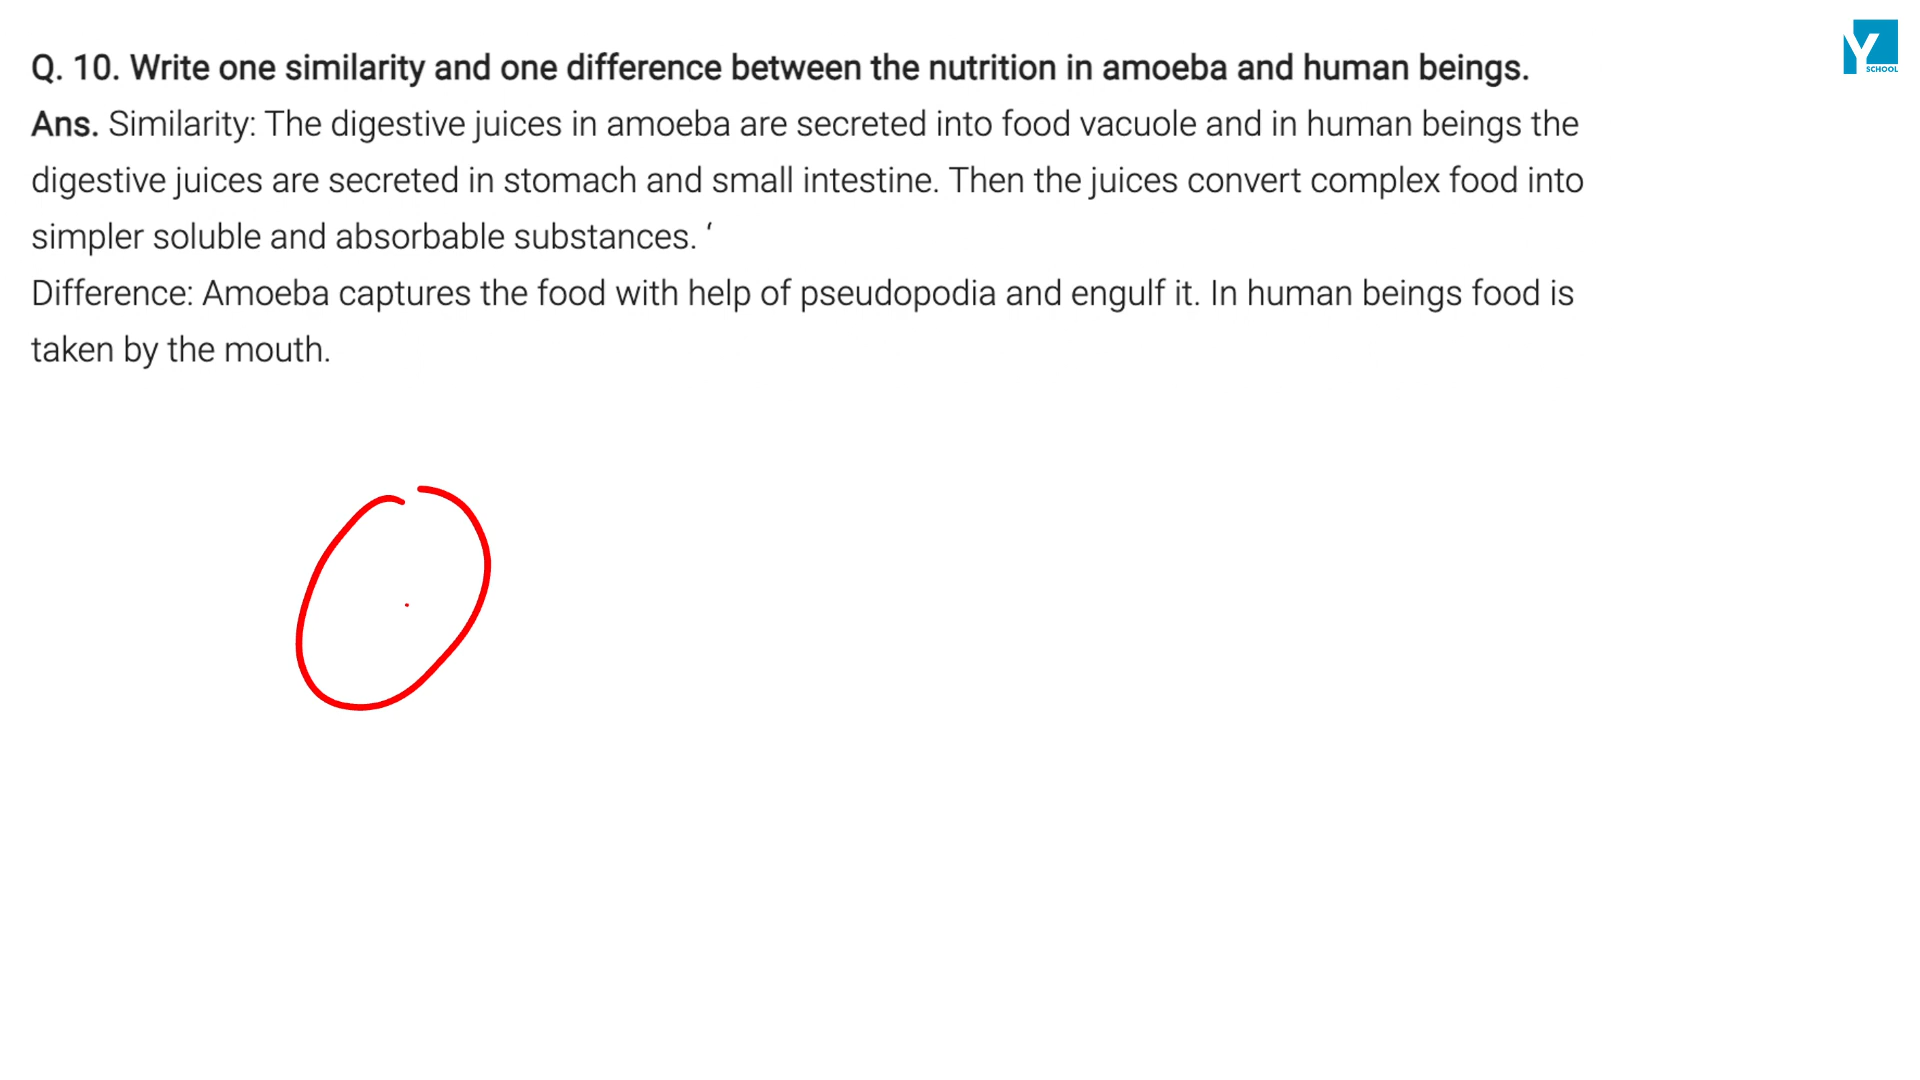 Y
SCHOOL
Q. 10. Write one similarity and one difference between the nutrition in amoeba and human beings.
Ans. Similarity: The digestive juices in amoeba are secreted into food vacuole and in human beings the
digestive juices are secreted in stomach and small intestine. Then the juices convert complex food into
simpler soluble and absorbable substances. ‘
Difference: Amoeba captures the food with help of pseudopodia and engulf it. In human beings food is
taken by the mouth.